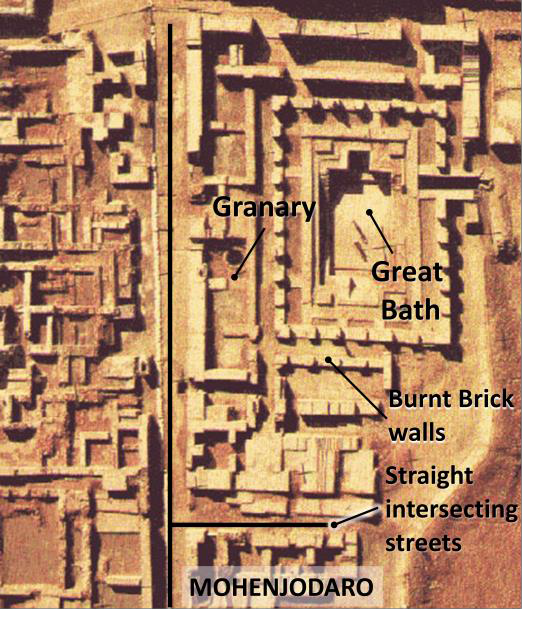 Granary
Great
Bath
Burnt Brick
walls
Straight
intersecting
streets
MOHENJODARO